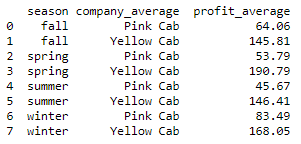 season company_average profit_average
0 fall Pink Cab 64.06
1 fall Yellow Cab 145.81
2 spring Pink Cab 53.79
3 spring Yellow Cab 190.79
4 summer Pink Cab 45.67
5 summer Yellow Cab 146.41
6 winter Pink Cab 83.49
7 winter Yellow Cab 168.05